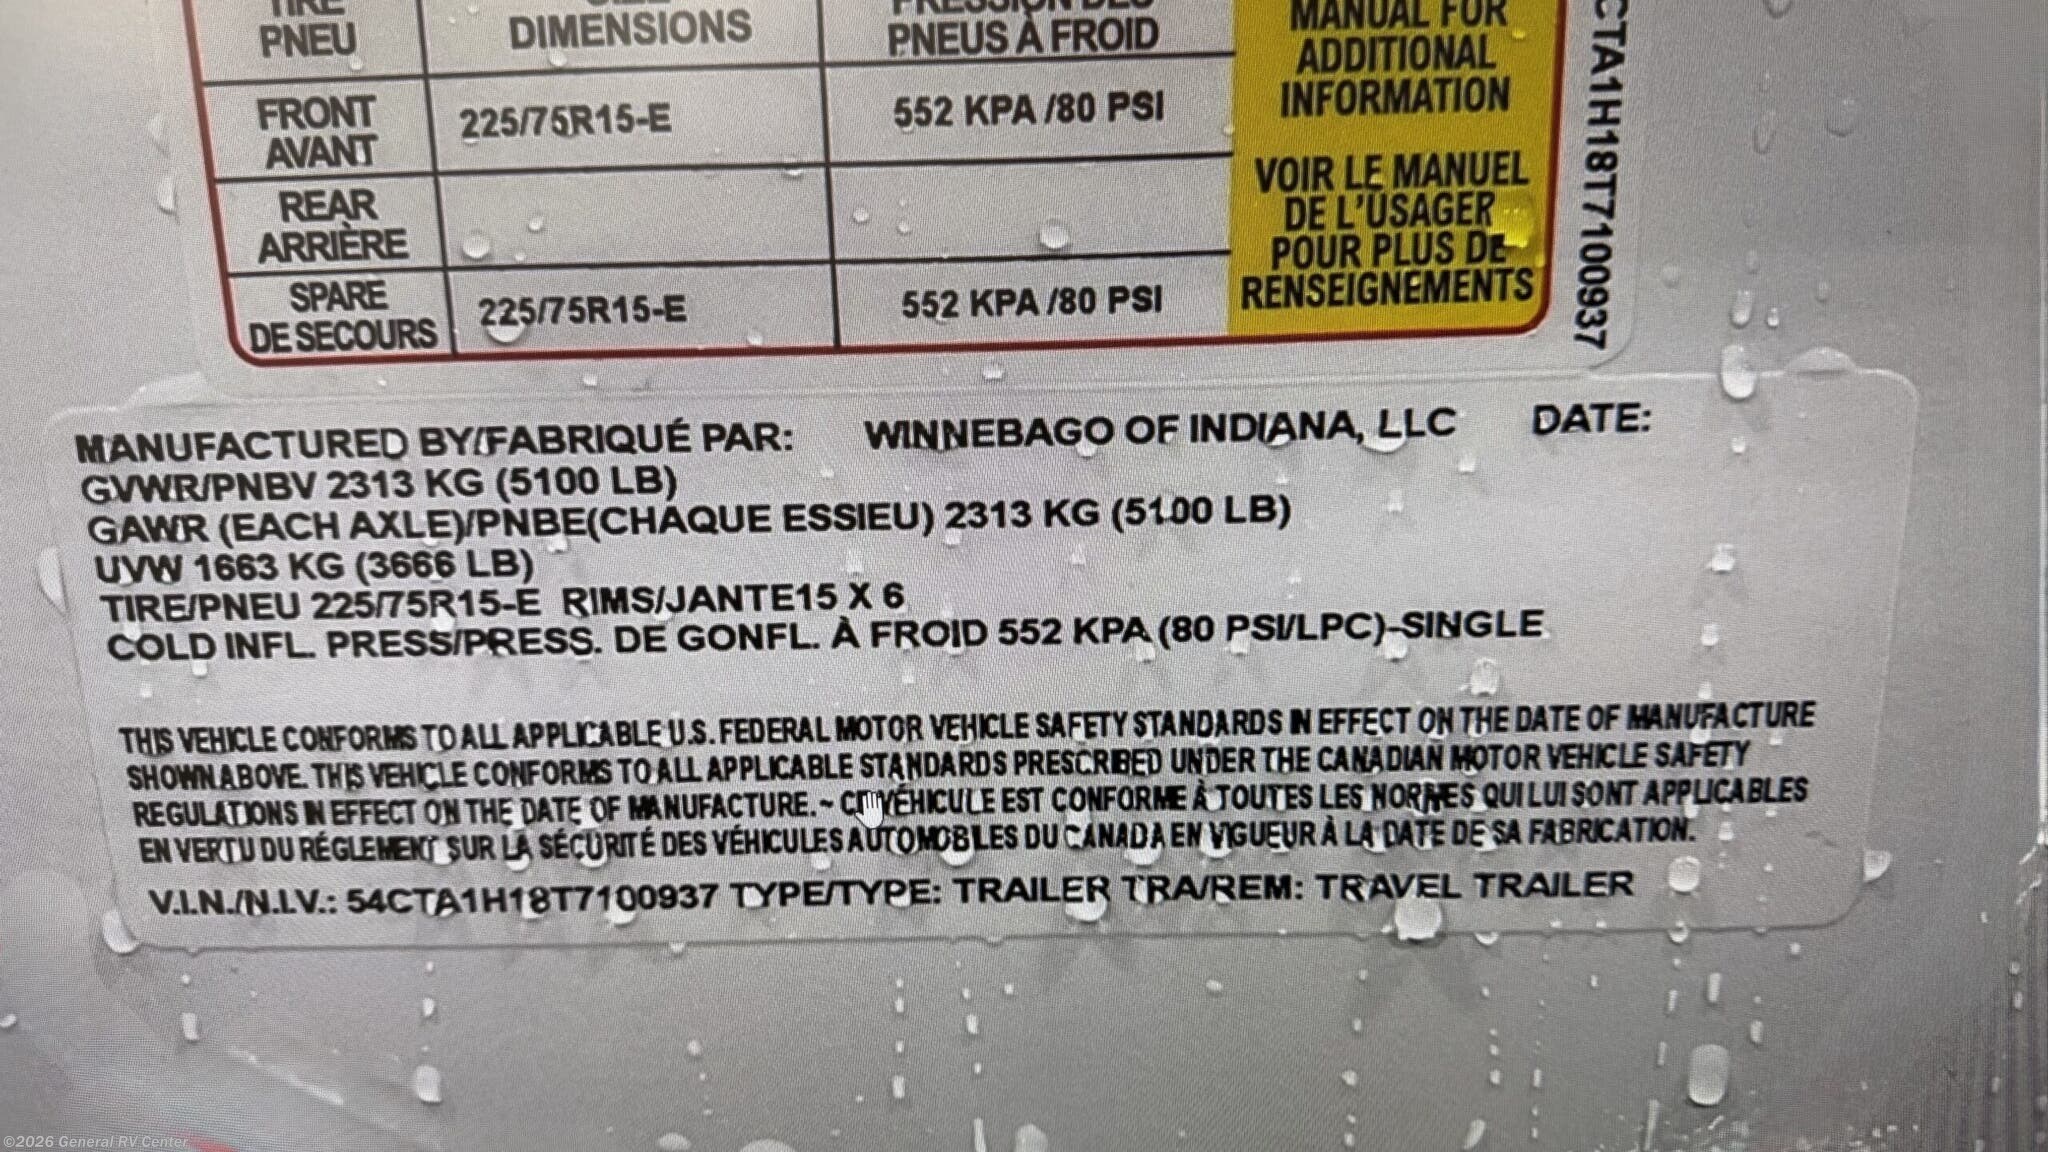 TIRE
PNEU
DIMENSIONS
PRESSION DES
PNEUS À FROID
MANUAL FOR
ADDITIONAL
INFORMATION
FRONT
AVANT
225/75R15-E
552 KPA /80 PSI
REAR
ARRIÈRE
VOIR LE MANUEL
DE L'USAGER
POUR PLUS DE
RENSEIGNEMENTS
SPARE
DE SECOURS
225/75R15-E
552 KPA /80 PSI
CTA1H18T7100937
MANUFACTURED BY/FABRIQUÉ PAR: WINNEBAGO OF INDIANA, LLC DATE:
GVWR/PNBV 2313 KG (5100 LB)
GAWR (EACH AXLE)/PNBE(CHAQUE ESSIEU) 2313 KG (5100 LB)
UVW 1663 KG (3666 LB)
TIRE/PNEU 225/75R15-E RIMS/JANTE15 X 6
COLD INFL. PRESS/PRESS. DE GONFL. À FROID 552 KPA (80 PSI/LPC)-SINGLE
THIS VEHICLE CONFORMS TO ALL APPLICABLE U.S. FEDERAL MOTOR VEHICLE SAFETY STANDARDS IN EFFECT ON THE DATE OF MANUFACTURE
SHOWN ABOVE. THIS VEHICLE CONFORMS TO ALL APPLICABLE STANDARDS PRESCRIBED UNDER THE CANADIAN MOTOR VEHICLE SAFETY
REGULATIONS IN EFFECT ON THE DATE OF MANUFACTURE. ~ CE VÉHICULE EST CONFORME À TOUTES LES NORMES QUI LUI SONT APPLICABLES
EN VERTU DU RÉGLEMENT SUR LA SÉCURITÉ DES VÉHICULES AUTOMOBILES DU CANADA EN VIGUEUR À LA DATE DE SA FABRICATION.
V.I.N./N.I.V.: 54CTA1H18T7100937 TYPE/TYPE: TRAILER TRA/REM: TRAVEL TRAILER
©2026 General RV Center